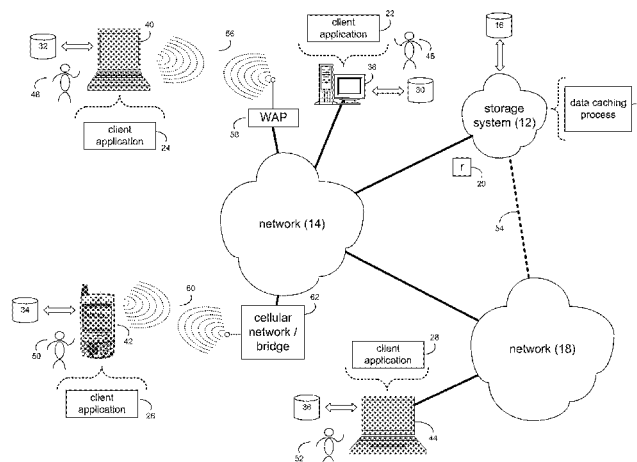 32
40
56
48
client
application
24
58
WAP
client
application
22
45
38
30
16
storage
system (12)
data caching
process
r
20
network (14)
54
60
34
50
42
client
application
26
62
cellular
network /
bridge
client
application
28
network (18)
36
52
44